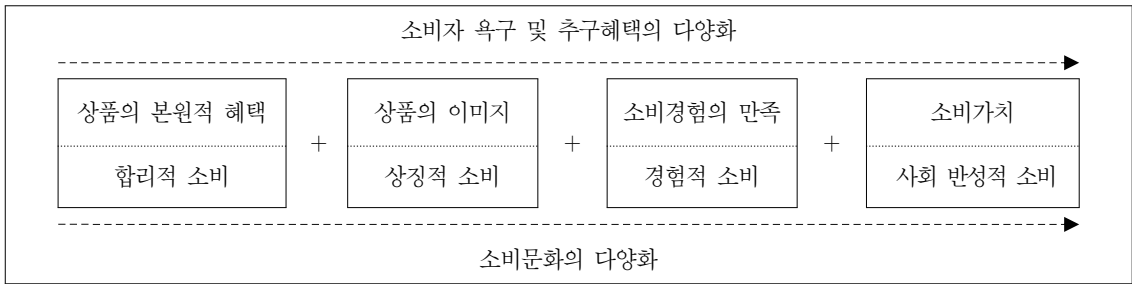 소비자 욕구 및 추구혜택의 다양화
상품의 본원적 혜택
합리적 소비
+
상품의 이미지
상징적 소비
+
소비경험의 만족
경험적 소비
+
소비가치
사회 반성적 소비
소비문화의 다양화